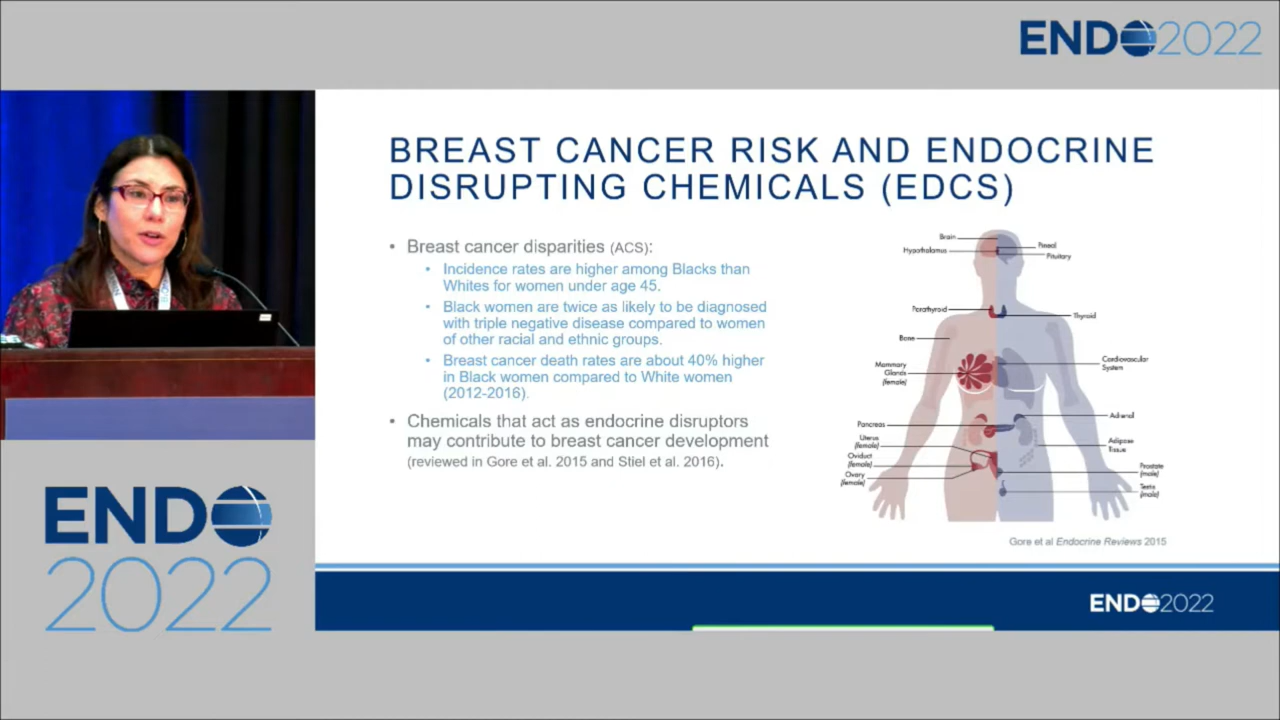 ENDO2022
BREAST CANCER RISK AND ENDOCRINE
DISRUPTING CHEMICALS (EDCS)
• Breast cancer disparities (ACS):
• Incidence rates are higher among Blacks than
Whites for women under age 45.
• Black women are twice as likely to be diagnosed
with triple negative disease compared to women
of other racial and ethnic groups.
• Breast cancer death rates are about 40% higher
in Black women compared to White women
(2012-2016).
• Chemicals that act as endocrine disruptors
may contribute to breast cancer development
(reviewed in Gore et al. 2015 and Stiel et al. 2016).
Brain
Hypothalamus
Pineal
Pituitary
Parathyroid
Thyroid
Bone
Mammary
Glands
(female)
Cardiovascular
System
Pancreas
Adrenal
Uterus
(female)
Adipose
Tissue
Oviduct
(female)
Prostate
(male)
Ovary
(female)
Testis
(male)
Gore et al Endocrine Reviews 2015
ENDO2022
ENDO
2022